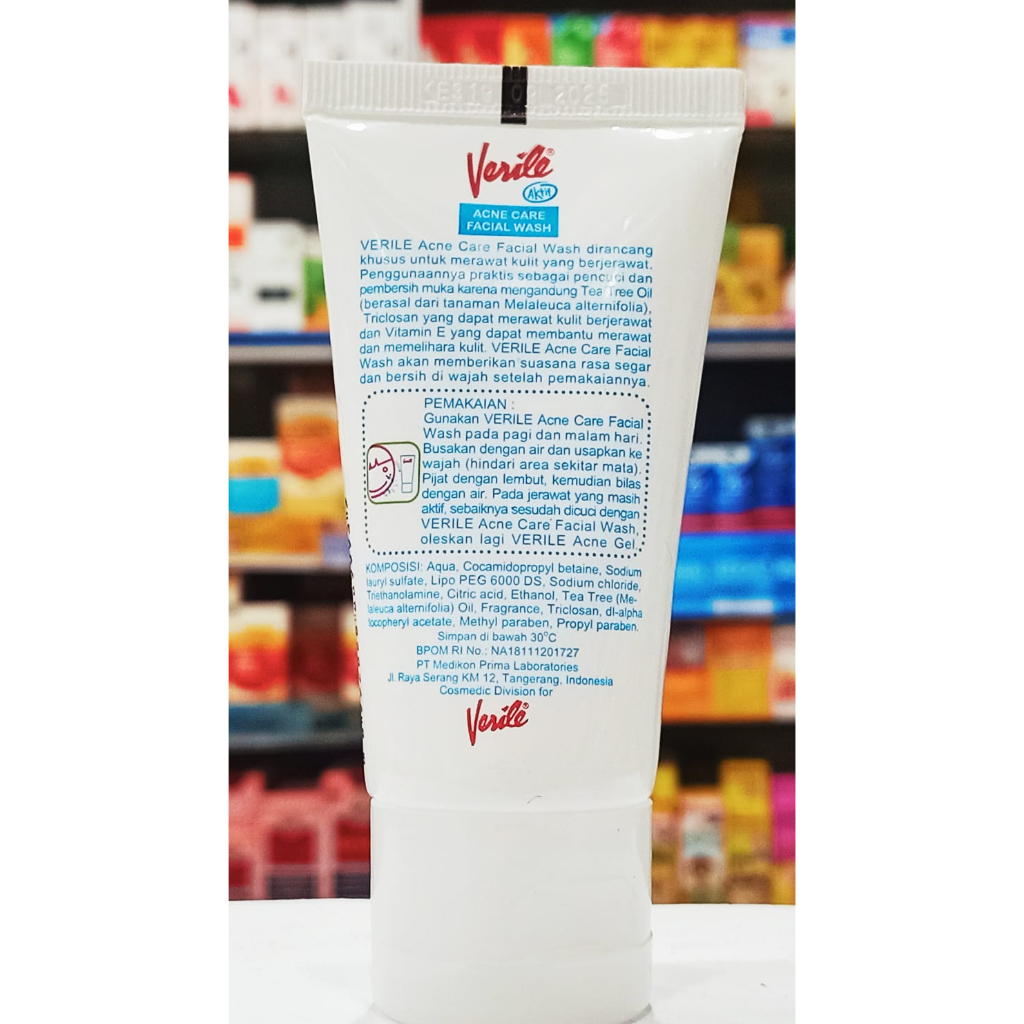 Verile®
Aktif
ACNE CARE
FACIAL WASH
VERILE Acne Care Facial Wash dirancang
khusus untuk merawat kulit yang berjerawat.
Penggunaannya praktis sebagai pencuci dan
pembersih muka karena mengandung Tea Tree Oil
(berasal dari tanaman Melaleuca alternifolia),
Triclosan yang dapat merawat kulit berjerawat
dan Vitamin E yang dapat membantu merawat
dan memelihara kulit. VERILE Acne Care Facial
Wash akan memberikan suasana rasa segar
dan bersih di wajah setelah pemakaiannya.
PEMAKAIAN :
Gunakan VERILE Acne Care Facial
Wash pada pagi dan malam hari.
Busakan dengan air dan usapkan ke
wajah (hindari area sekitar mata).
Pijat dengan lembut, kemudian bilas
dengan air. Pada jerawat yang masih
aktif, sebaiknya sesudah dicuci dengan
VERILE Acne Care Facial Wash,
oleskan lagi VERILE Acne Gel.
KOMPOSISI: Aqua, Cocamidopropyl betaine, Sodium
lauryl sulfate, Lipo PEG 6000 DS, Sodium chloride,
Triethanolamine, Citric acid, Ethanol, Tea Tree (Me-
laleuca alternifolia) Oil, Fragrance, Triclosan, dl-alpha
tocopheryl acetate, Methyl paraben, Propyl paraben.
Simpan di bawah 30°C
BPOM RI No.: NA18111201727
PT Medikon Prima Laboratories
Jl. Raya Serang KM 12, Tangerang, Indonesia
Cosmedic Division for
Verile®